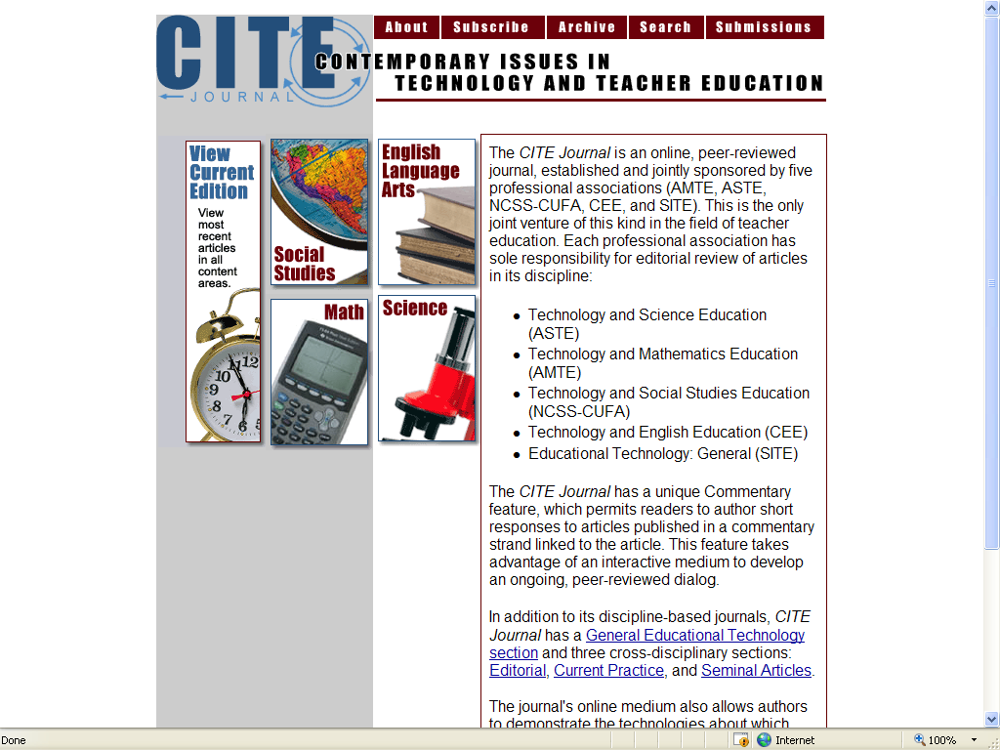 CITE
JOURNAL
About
Subscribe
Archive
Search
Submissions
CONTEMPORARY ISSUES IN
TECHNOLOGY AND TEACHER EDUCATION
View
Current
Edition
View
most
recent
articles
in all
content
areas.
Social
Studies
English
Language
Arts
Math
Science
The CITE Journal is an online, peer-reviewed
journal, established and jointly sponsored by five
professional associations (AMTE, ASTE,
NCSS-CUFA, CEE, and SITE). This is the only
joint venture of this kind in the field of teacher
education. Each professional association has
sole responsibility for editorial review of articles
in its discipline:
• Technology and Science Education
(ASTE)
• Technology and Mathematics Education
(AMTE)
• Technology and Social Studies Education
(NCSS-CUFA)
• Technology and English Education (CEE)
• Educational Technology: General (SITE)
The CITE Journal has a unique Commentary
feature, which permits readers to author short
responses to articles published in a commentary
strand linked to the article. This feature takes
advantage of an interactive medium to develop
an ongoing, peer-reviewed dialog.
In addition to its discipline-based journals, CITE
Journal has a General Educational Technology
section and three cross-disciplinary sections:
Editorial, Current Practice, and Seminal Articles.
The journal's online medium also allows authors
to demonstrate the technologies about which
Done
Internet
100%